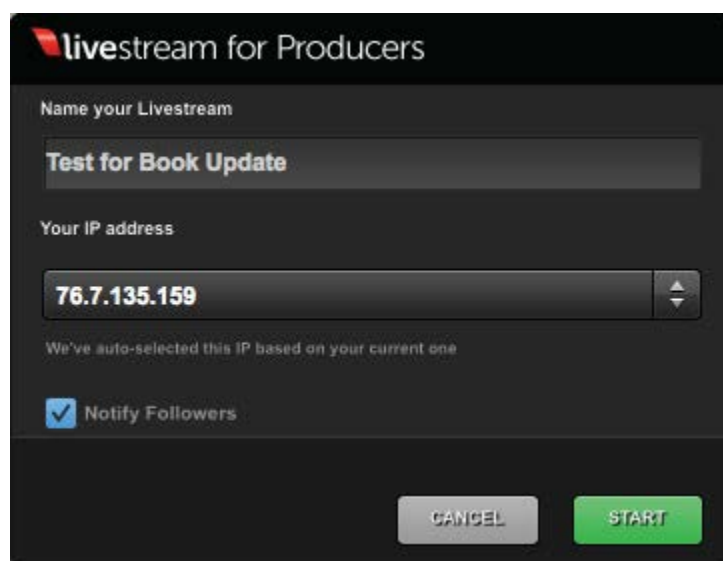 livestream for Producers
Name your Livestream
Test for Book Update
Your IP address
76.7.135.159
We've auto-selected this IP based on your current one
Notify Followers
CANCEL START